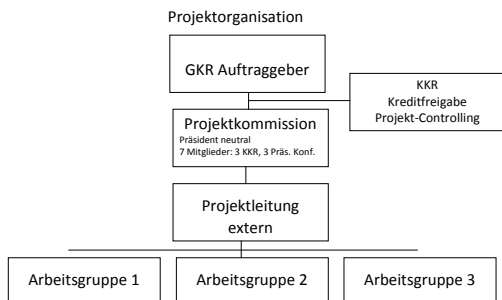 Projektorganisation
GKR Auftraggeber
KKR
Kreditfreigabe
Projekt-Controlling
Projektkommission
Präsident neutral
7 Mitglieder: 3 KKR, 3 Präs. Konf.
Projektleitung
extern
Arbeitsgruppe 1
Arbeitsgruppe 2
Arbeitsgruppe 3